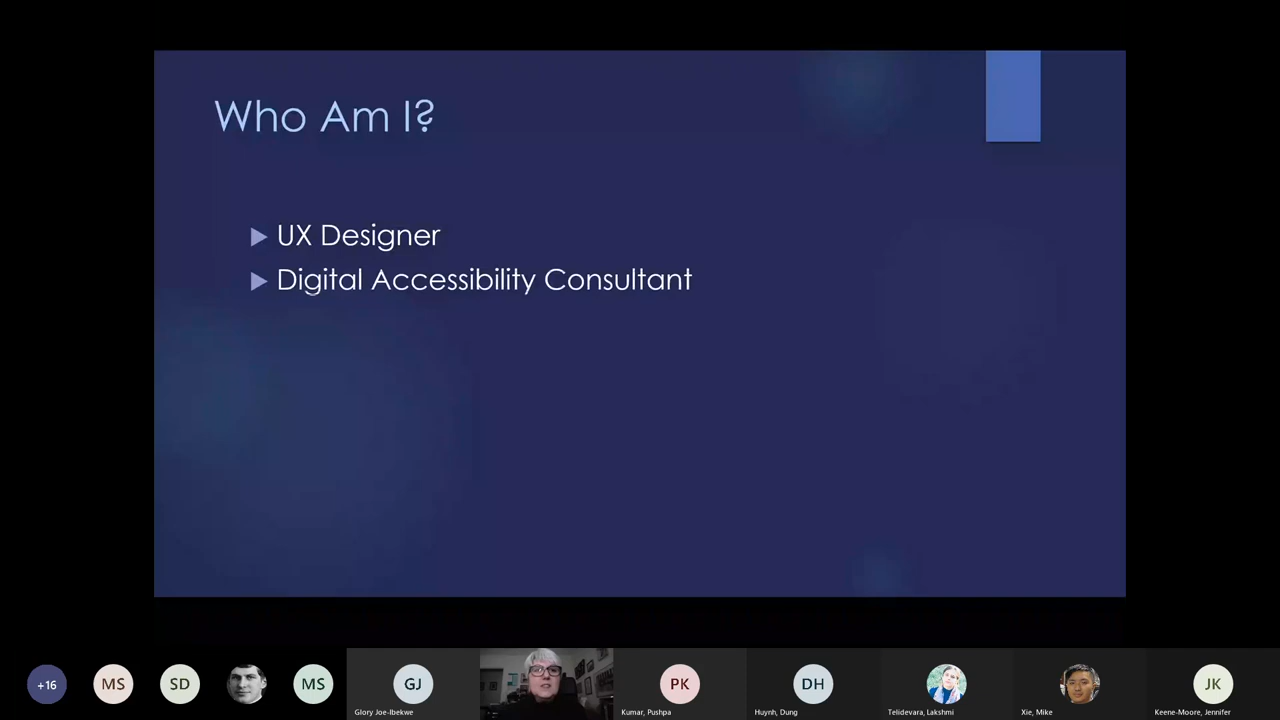 Who Am I?
UX Designer
Digital Accessibility Consultant
+16
MS
SD
MS
GJ
Glory Joe-Ibekwe
PK
Kumar, Pushpa
DH
Huynh, Dung
Telidevara, Lakshmi
Xie, Mike
JK
Keene-Moore, Jennifer